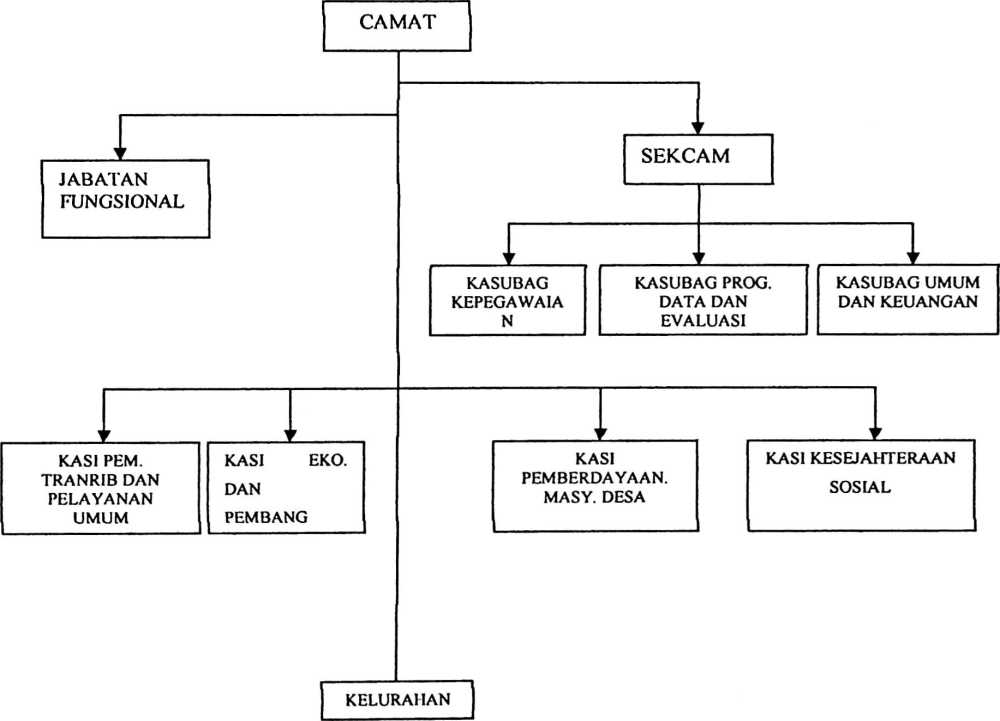 CAMAT
JABATAN
FUNGSIONAL
SEKCAM
KASUBAG
KEPEGAWAIA
N
KASUBAG PROG.
DATA DAN
EVALUASI
KASUBAG UMUM
DAN KEUANGAN
KASI PEM.
TRANRIB DAN
PELAYANAN
UMUM
KASI EKO.
DAN
PEMBANG
KASI
PEMBERDAYAAN.
MASY. DESA
KASI KESEJAHTERAAN
SOSIAL
KELURAHAN